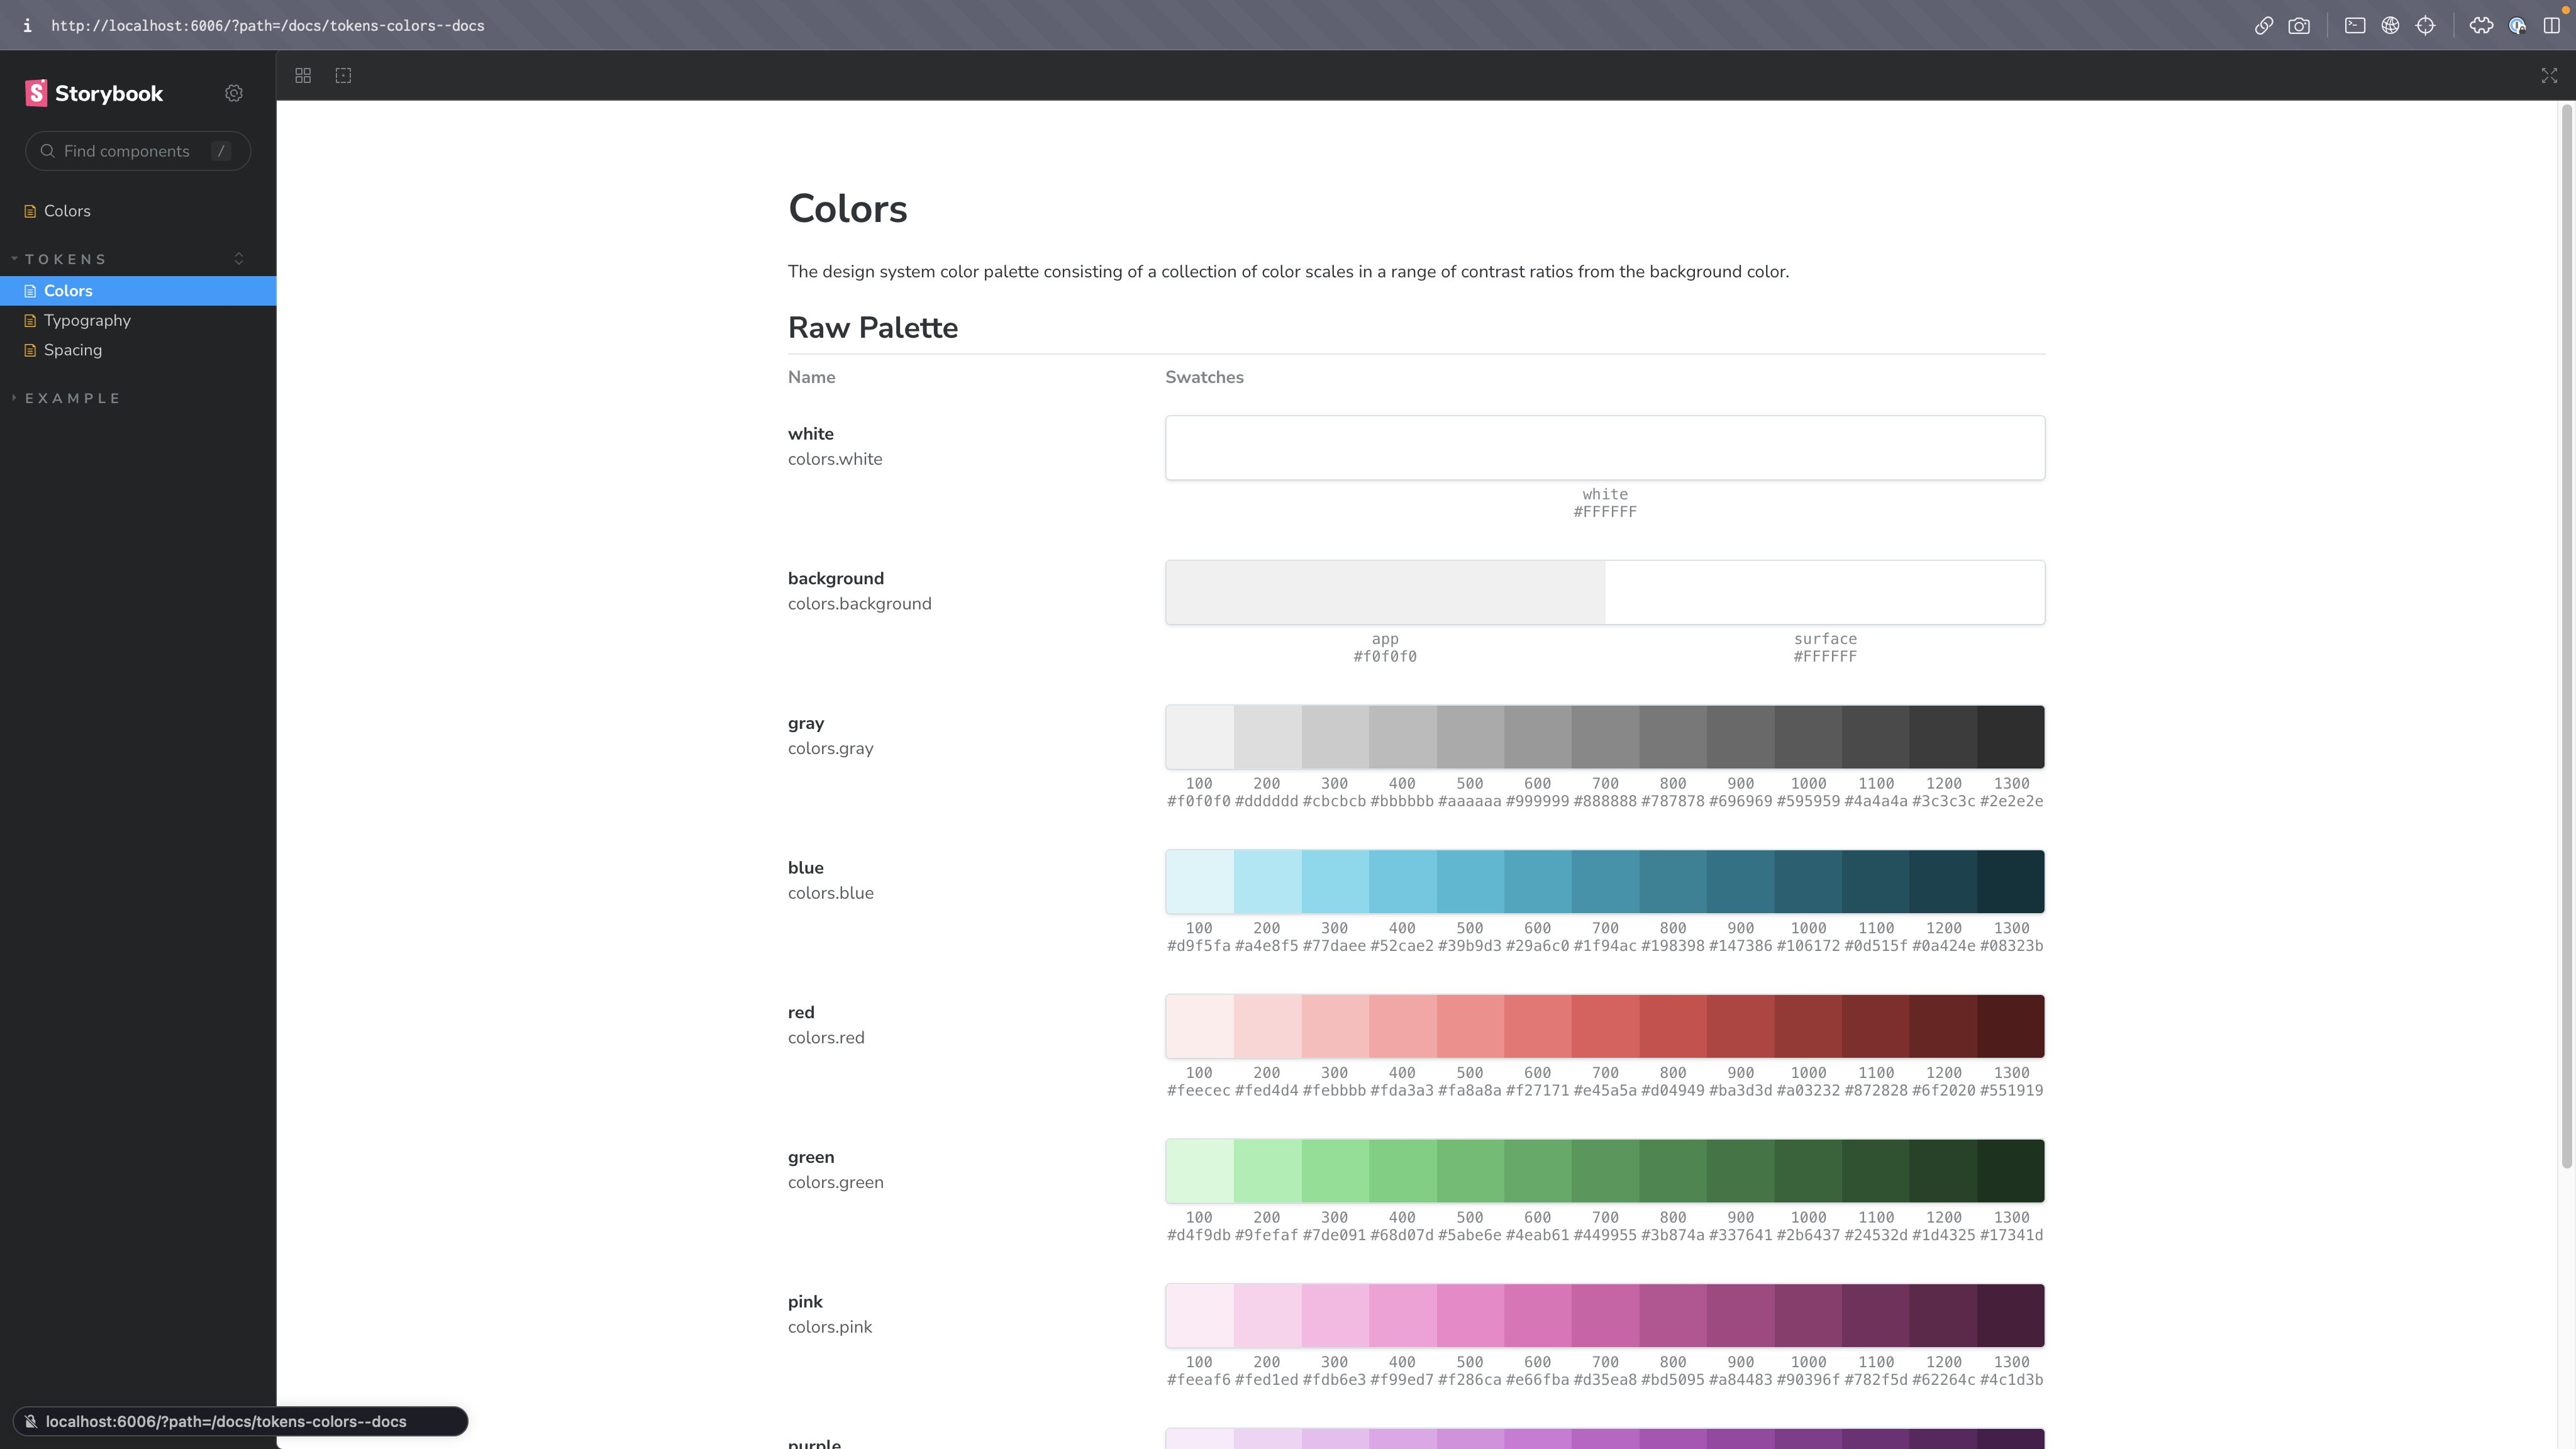 http://localhost:6006/?path=/docs/tokens-colors--docs
Storybook
Find components /
Colors
TOKENS
Colors
Typography
Spacing
EXAMPLE
Colors
The design system color palette consisting of a collection of color scales in a range of contrast ratios from the background color.
Raw Palette
Name Swatches
white
colors.white
white
#FFFFFF
background
colors.background
app surface
#f0f0f0 #FFFFFF
gray
colors.gray
100 200 300 400 500 600 700 800 900 1000 1100 1200 1300
#f0f0f0 #dddddd #cbcbcb #bbbbbb #aaaaaa #999999 #888888 #787878 #696969 #595959 #4a4a4a #3c3c3c #2e2e2e
blue
colors.blue
100 200 300 400 500 600 700 800 900 1000 1100 1200 1300
#d9f5fa #a4e8f5 #77daee #52cae2 #39b9d3 #29a6c0 #1f94ac #198398 #147386 #106172 #0d515f #0a424e #08323b
red
colors.red
100 200 300 400 500 600 700 800 900 1000 1100 1200 1300
#feecec #fed4d4 #febbbb #fda3a3 #fa8a8a #f27171 #e45a5a #d04949 #ba3d3d #a03232 #872828 #6f2020 #551919
green
colors.green
100 200 300 400 500 600 700 800 900 1000 1100 1200 1300
#d4f9db #9fefaf #7de091 #68d07d #5abe6e #4eab61 #449955 #3b874a #337641 #2b6437 #24532d #1d4325 #17341d
pink
colors.pink
100 200 300 400 500 600 700 800 900 1000 1100 1200 1300
#feeaf6 #fed1ed #fdb6e3 #f99ed7 #f286ca #e66fba #d35ea8 #bd5095 #a84483 #90396f #782f5d #62264c #4c1d3b
purple
localhost:6006/?path=/docs/tokens-colors--docs